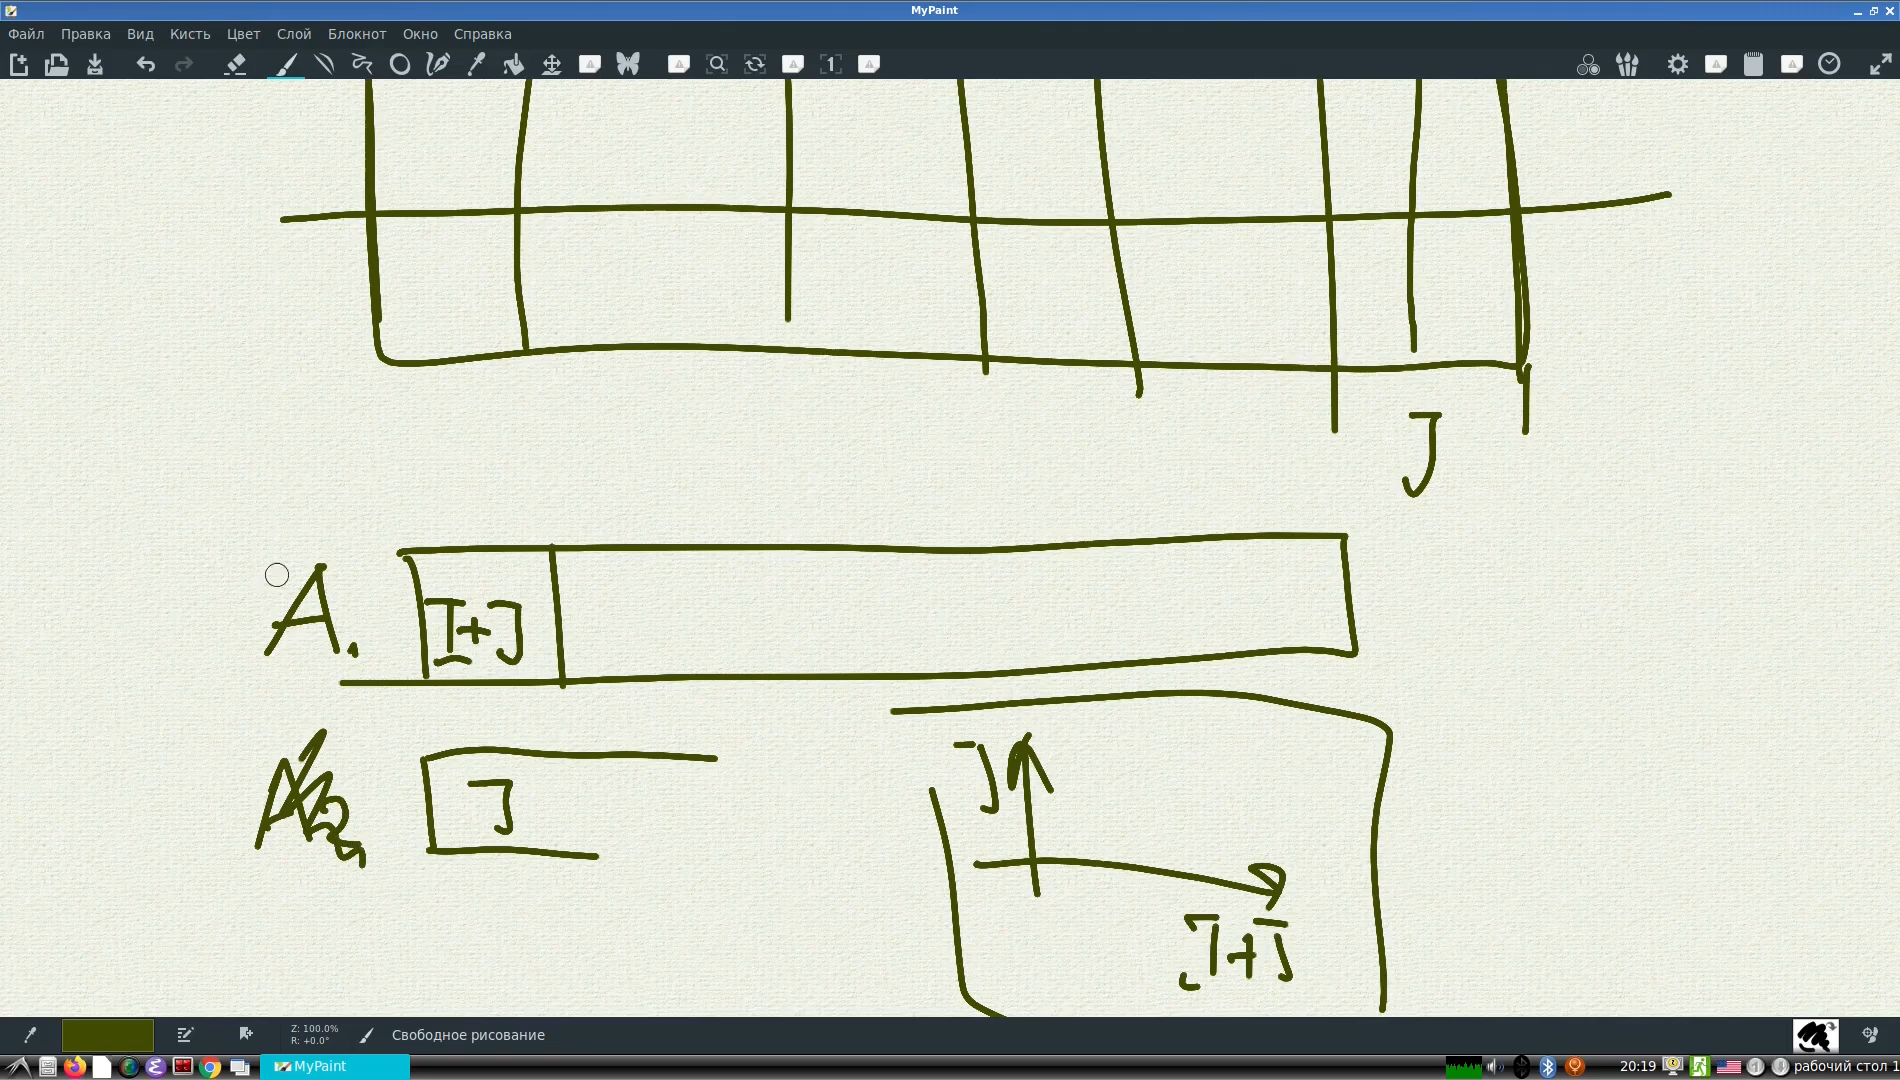 MyPaint
Файл Правка Вид Кисть Цвет Слой Блокнот Окно Справка
J
A.
I+J
J
J
J+J
Z: 100.0%
R: +0.0°
Свободное рисование
MyPaint
20:19
рабочий стол 1